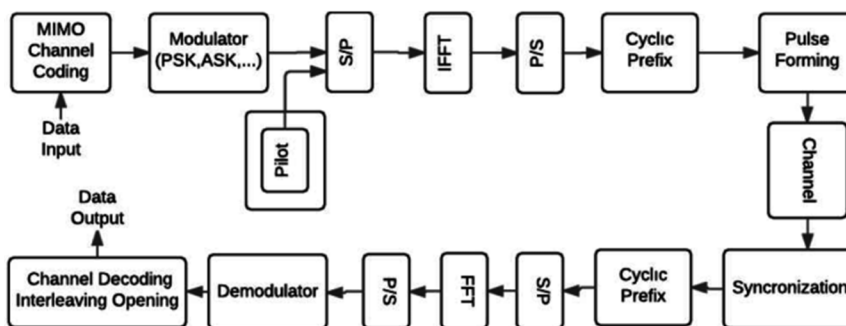 MIMO
Channel
Coding
Modulator
(PSK,ASK,...)
S/P
IFFT
P/S
Cyclic
Prefix
Pulse
Forming
Data
Input
Pilot
Channel
Data
Output
Channel Decoding
Interleaving Opening
Demodulator
P/S
FFT
S/P
Cyclic
Prefix
Syncronization